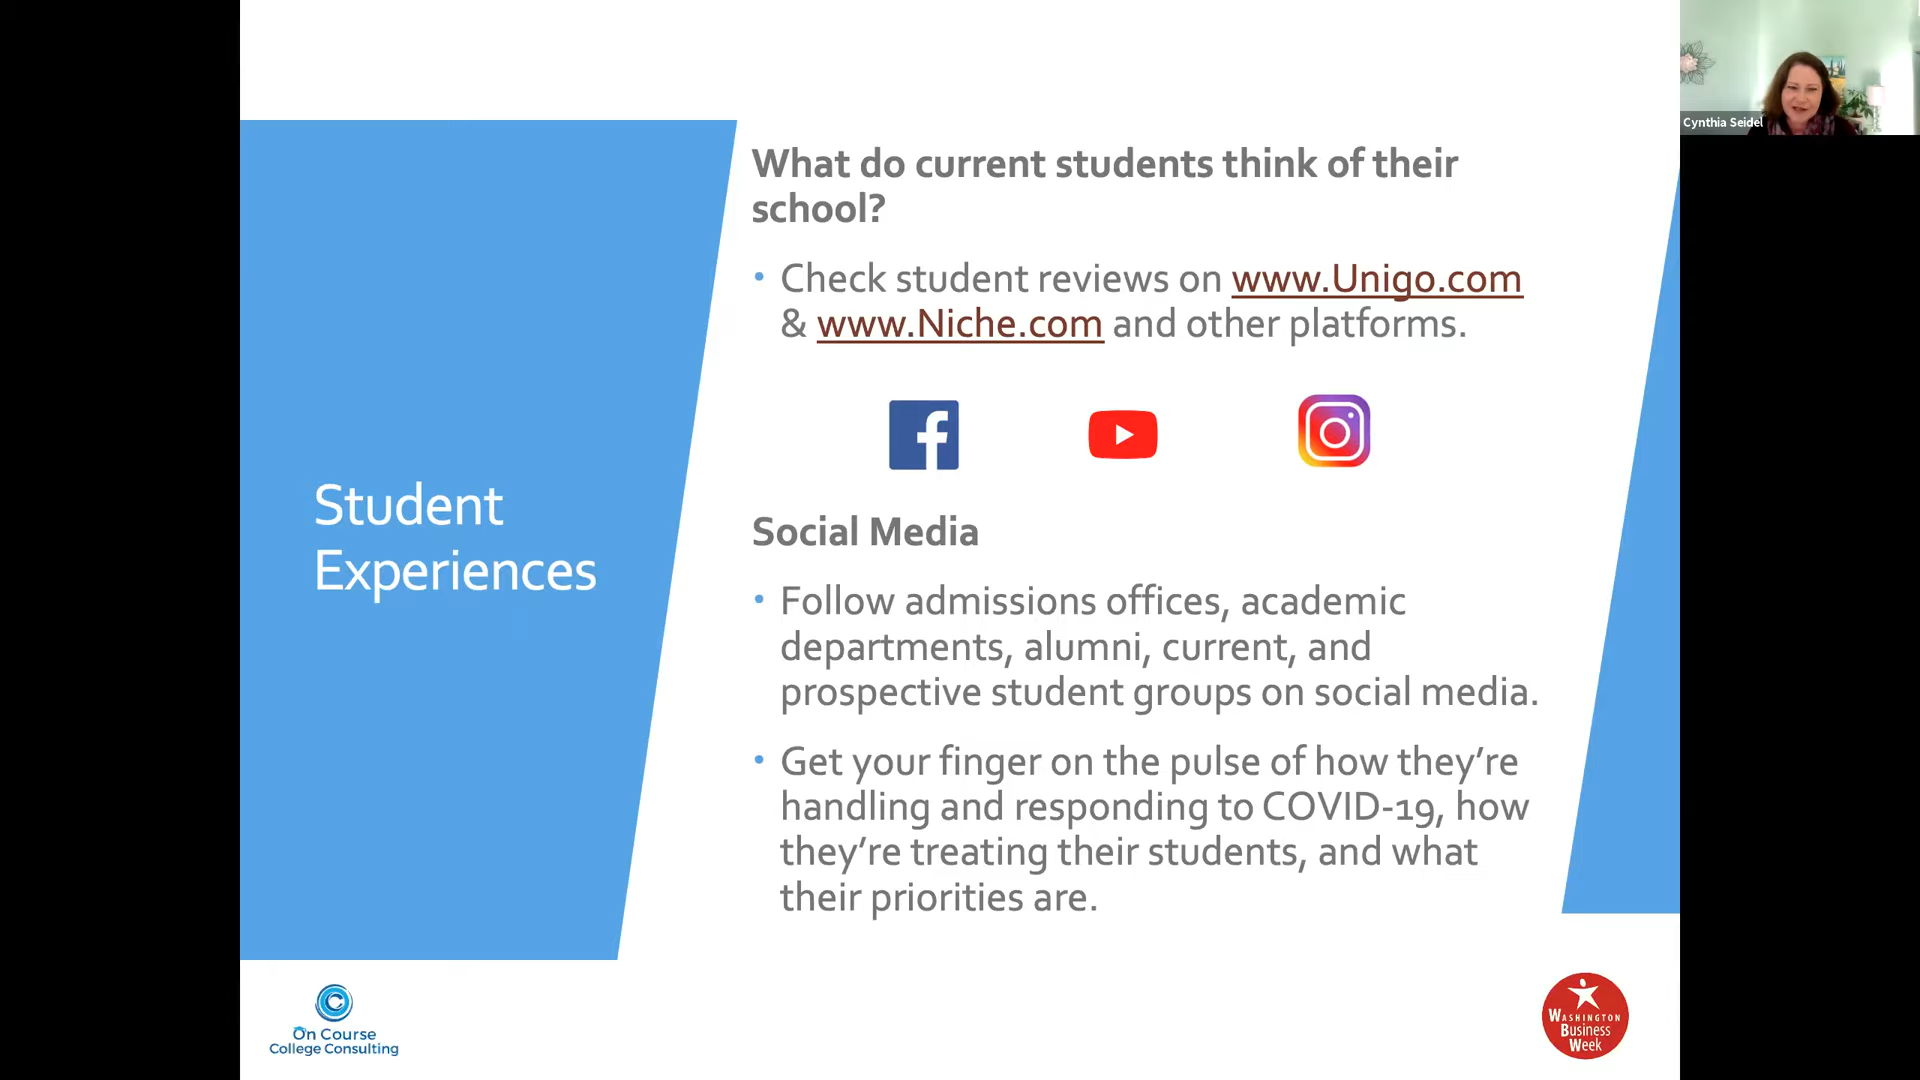 Cynthia Seidel
What do current students think of their
school?
• Check student reviews on www.Unigo.com
& www.Niche.com and other platforms.
Student
Experiences
Social Media
• Follow admissions offices, academic
departments, alumni, current, and
prospective student groups on social media.
• Get your finger on the pulse of how they’re
handling and responding to COVID-19, how
they’re treating their students, and what
their priorities are.
On Course
College Consulting
Washington
Business
Week